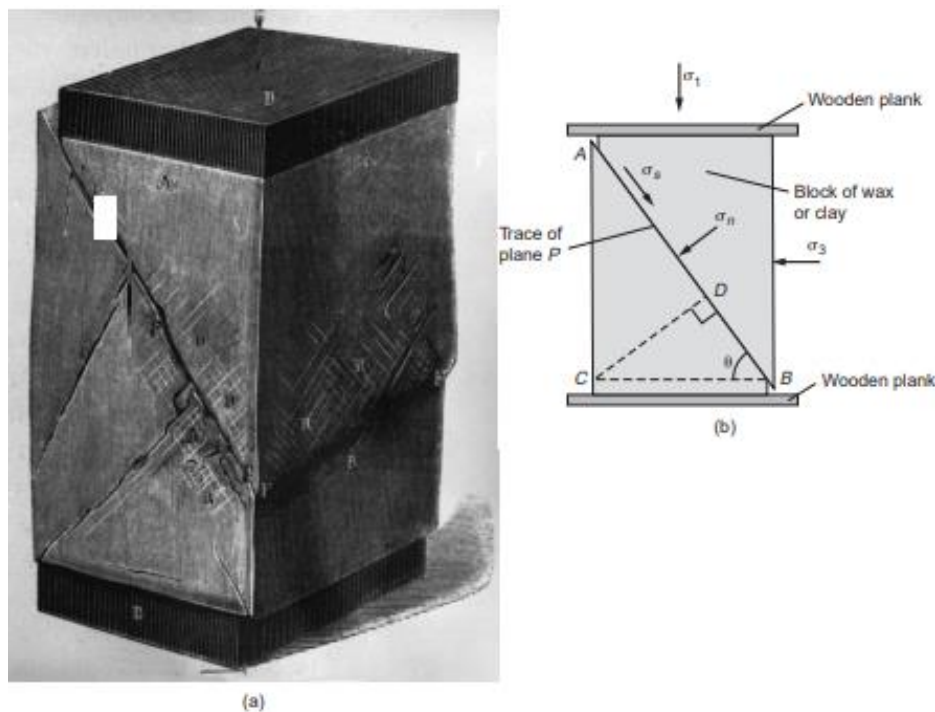 B
A
B
(a)
σ1
Wooden plank
A
σs
Block of wax
or clay
σn
Trace of
plane P
σ3
D
θ
C
B
Wooden plank
(b)